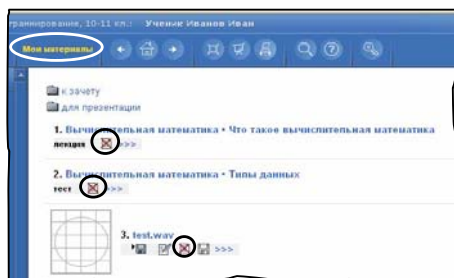 граммирования, 10-11 кл.: Ученик Иванов Иван
Мои материалы
к зачету
для презентации
1. Вычислительная математика • Что такое вычислительная математика
лекция >>>
2. Вычислительная математика • Типы данных
тест >>>
3. test.wav
>>>